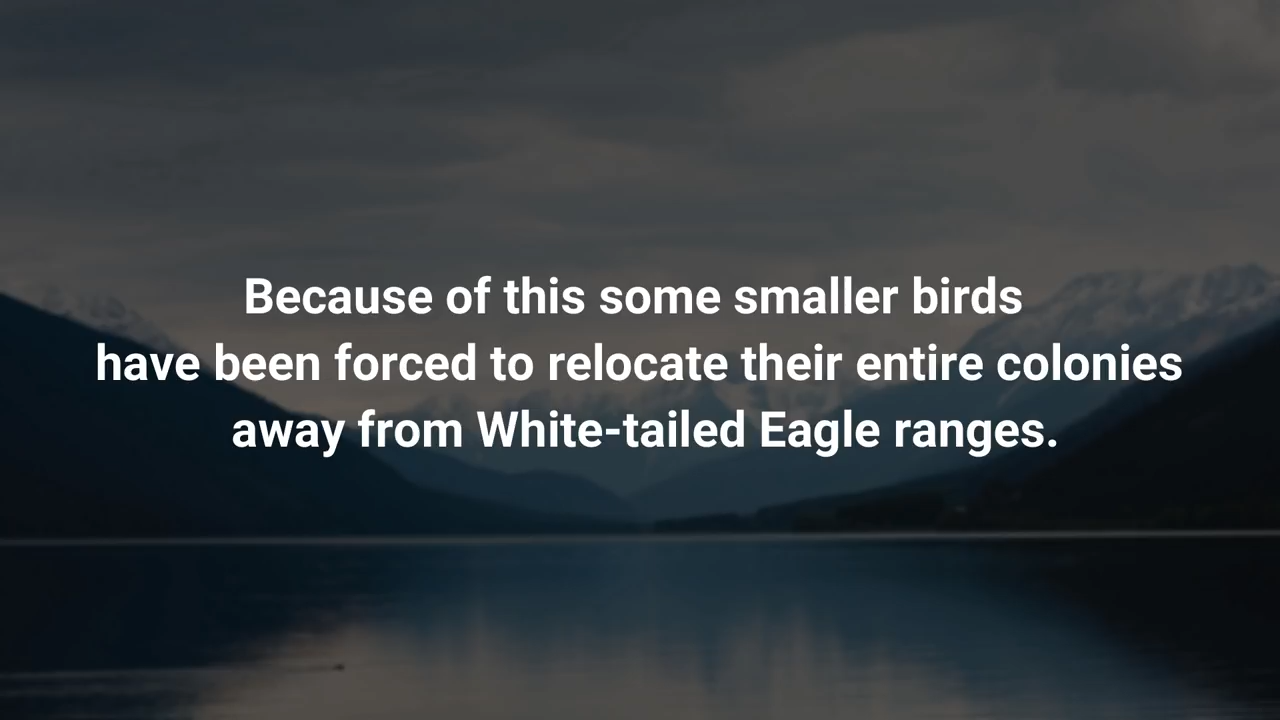 Because of this some smaller birds
have been forced to relocate their entire colonies
away from White-tailed Eagle ranges.